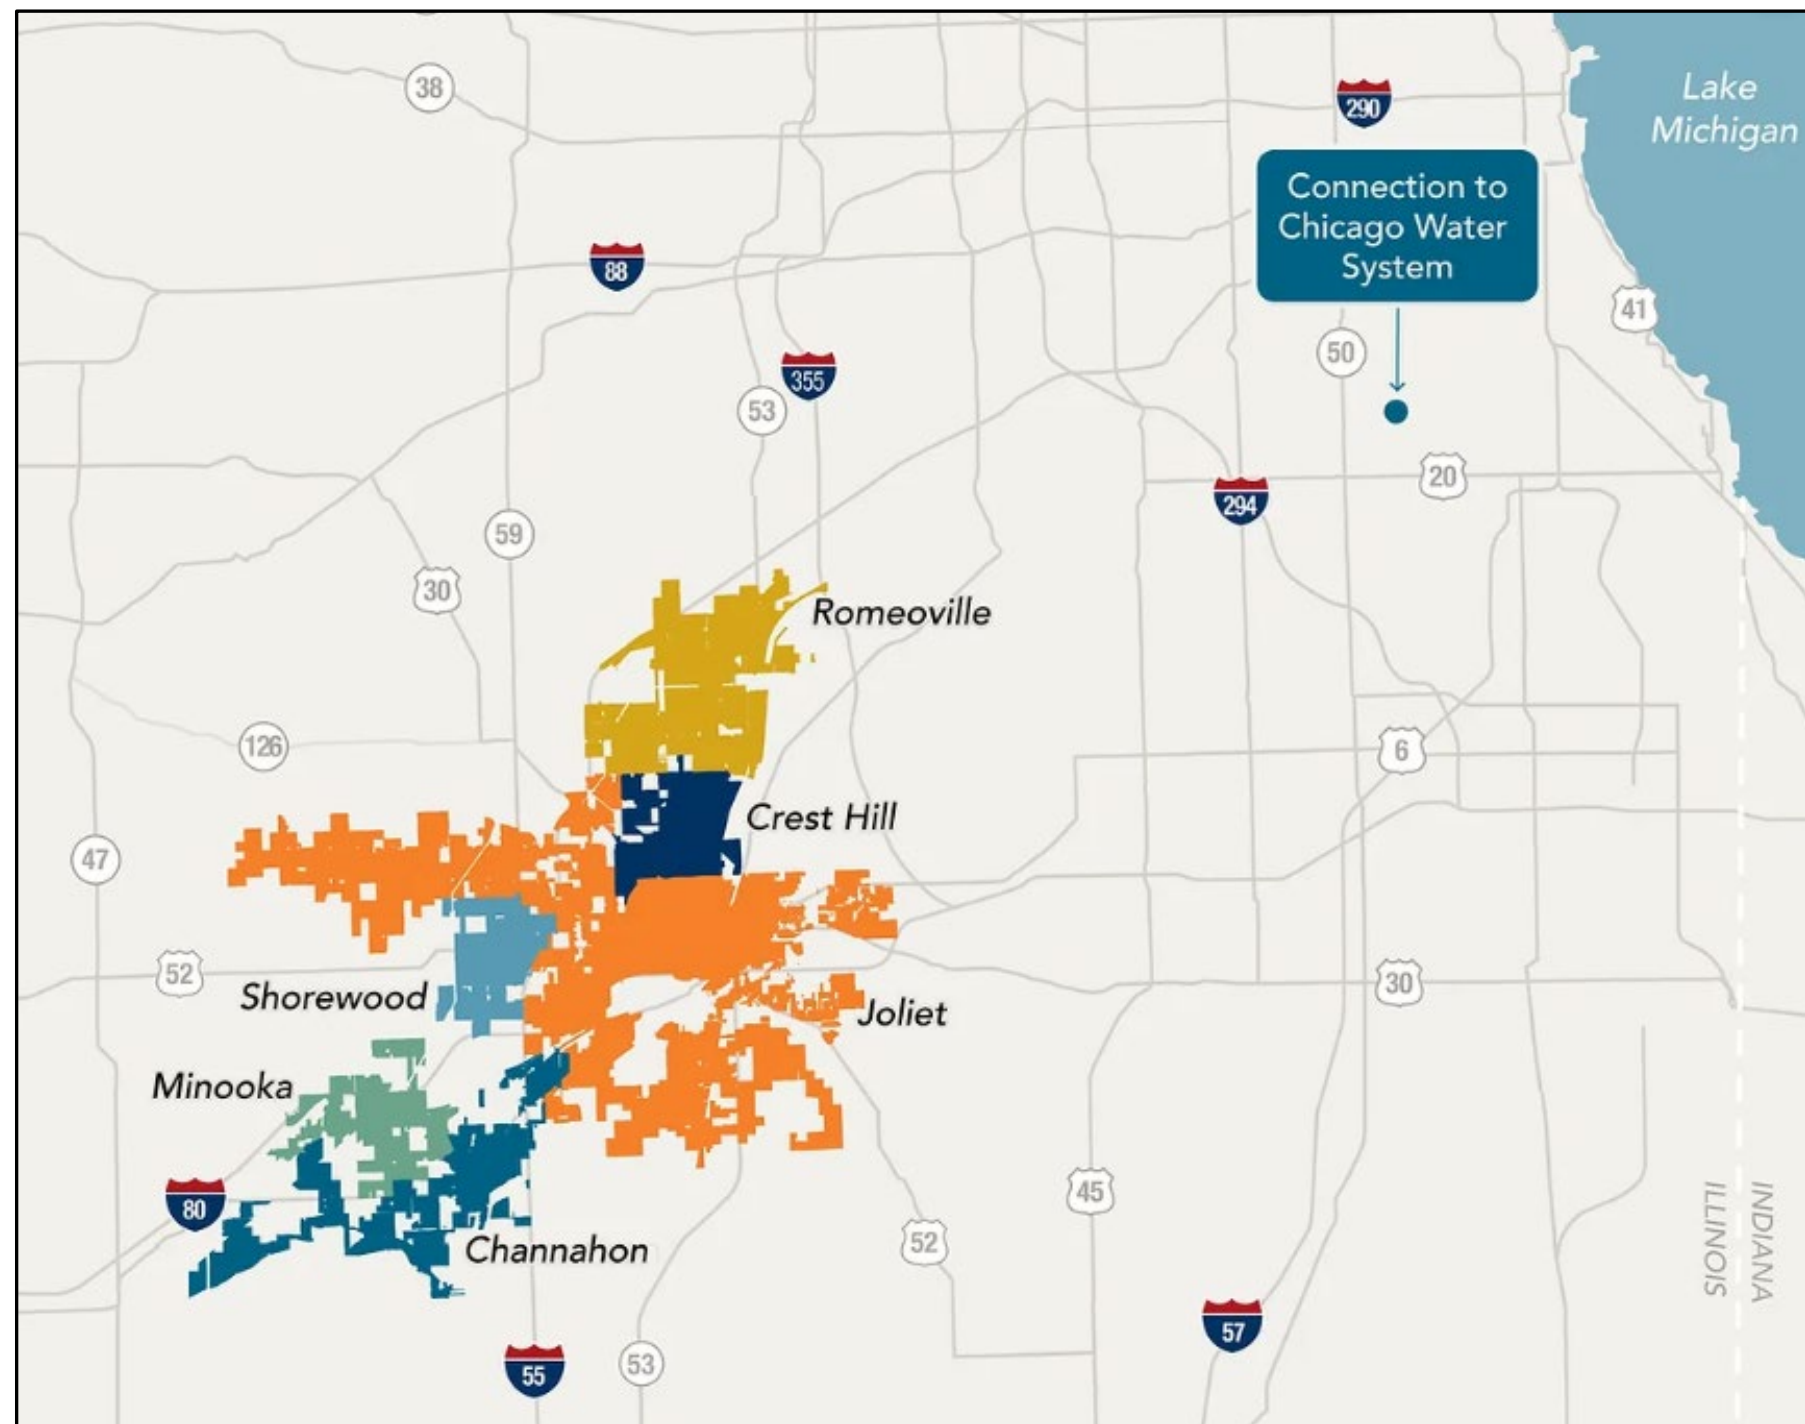 38
290
Lake
Michigan
Connection to
Chicago Water
System
88
41
50
355
53
20
294
59
30
Romeoville
126
6
Crest Hill
47
52
Shorewood
30
Joliet
Minooka
80
45
ILLINOIS
INDIANA
52
Channahon
57
55
53